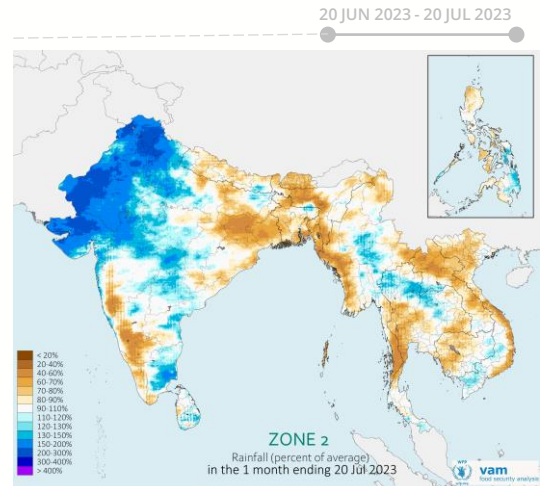 20 JUN 2023 - 20 JUL 2023
< 20%
20-40%
40-60%
60-70%
70-80%
80-90%
90-110%
110-120%
120-130%
130-150%
150-200%
200-300%
300-400%
> 400%
ZONE 2
Rainfall (percent of average)
in the 1 month ending 20 Jul 2023
WFP
vam
food security analysis